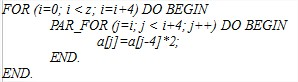 FOR (i=0; i < z; i=i+4) DO BEGIN
PAR_FOR (j=i; j < i+4; j++) DO BEGIN
a[j]=a[j-4]*2;
END.
END.